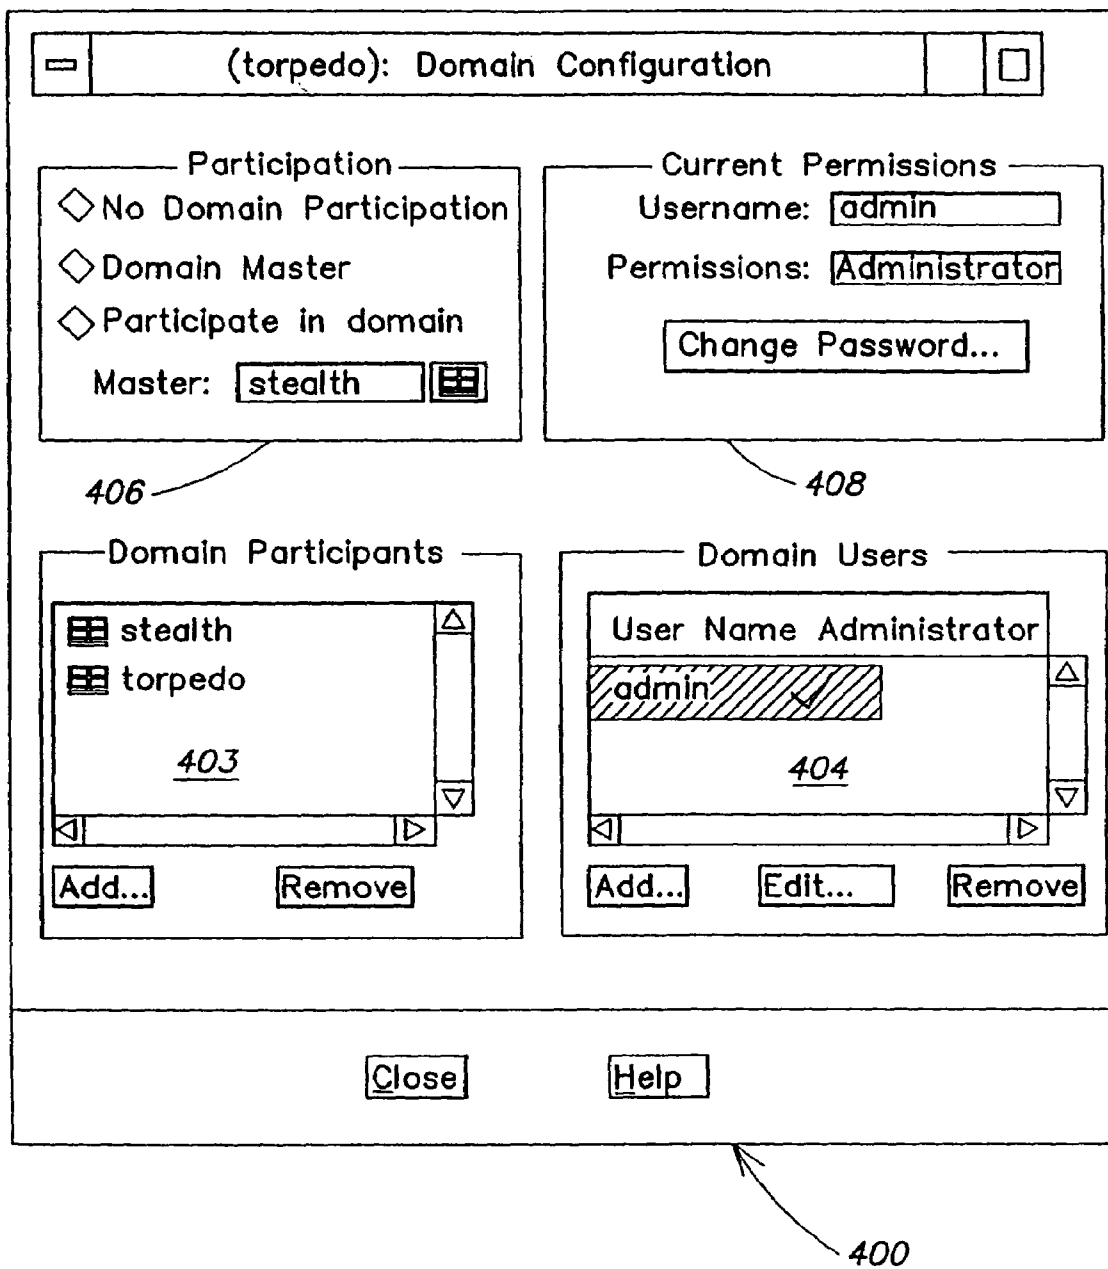 (torpedo): Domain Configuration
Participation
No Domain Participation
Domain Master
Participate in domain
Master: stealth
406
Current Permissions
Username: admin
Permissions: Administrator
Change Password...
408
Domain Participants
stealth
torpedo
403
Add... Remove
Domain Users
User Name Administrator
admin
404
Add... Edit... Remove
Close Help
400